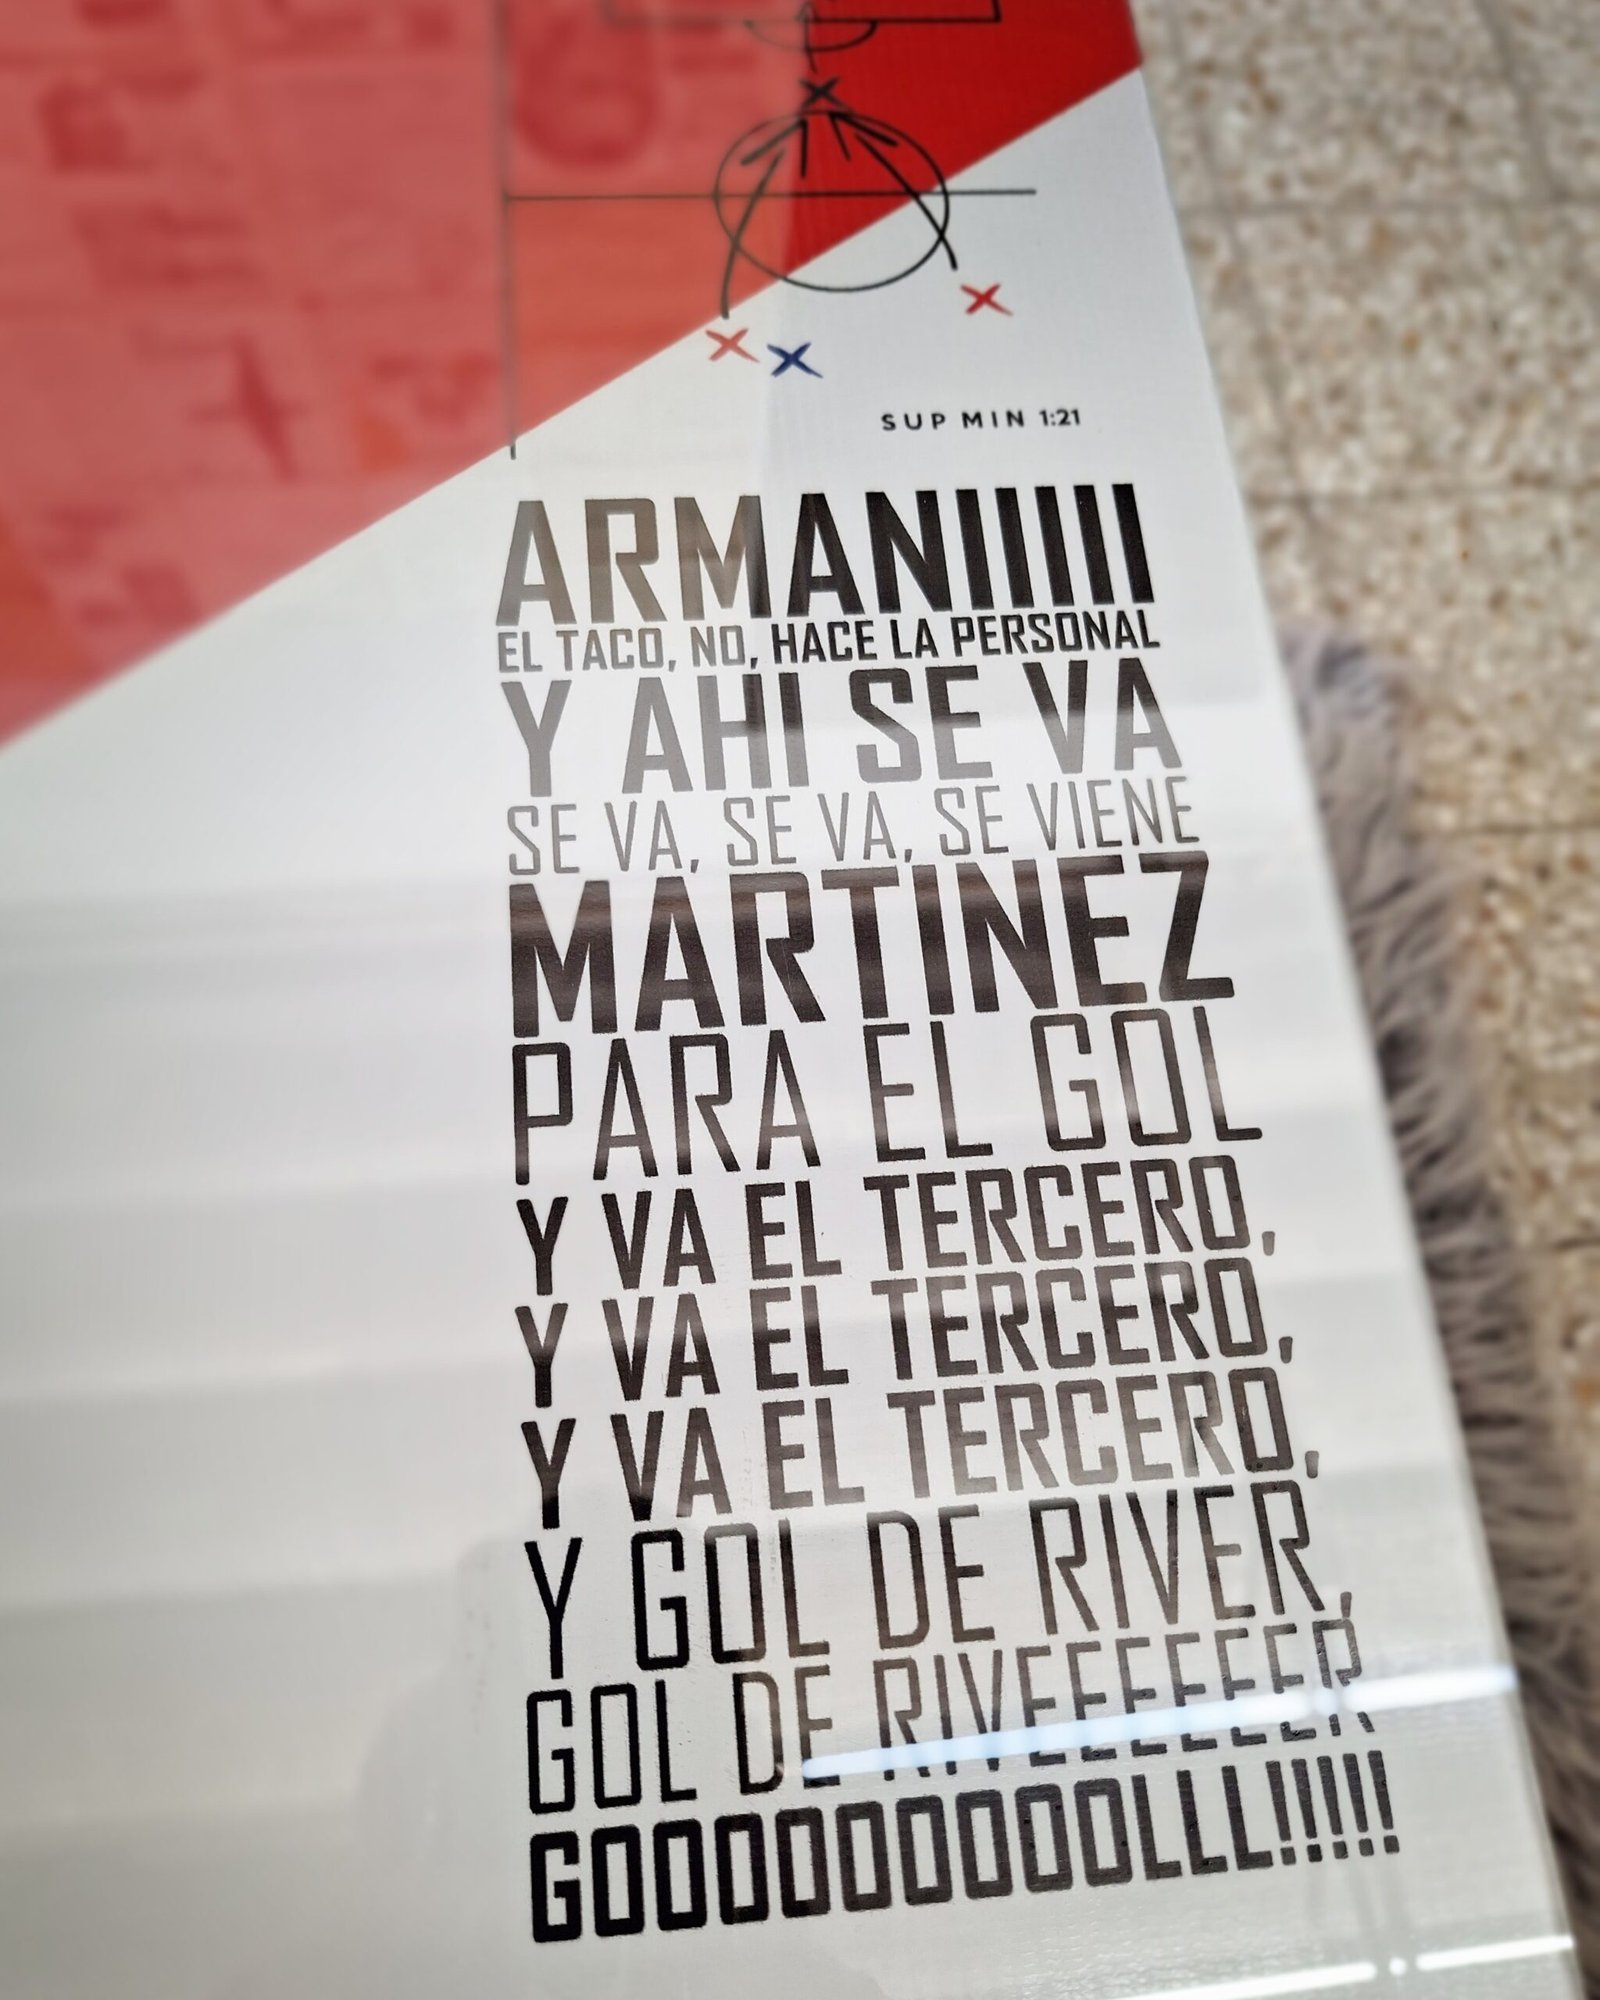 SUP MIN 1:21
ARMANIIIII
EL TACO, NO, HACE LA PERSONAL
Y AHI SE VA
SE VA, SE VA, SE VIENE
MARTINEZ
PARA EL GOL
Y VA EL TERCERO,
Y VA EL TERCERO,
Y VA EL TERCERO,
Y GOL DE RIVER,
GOL DE RIVEEEEEEER
GOOOOOOOOOLLL!!!!!